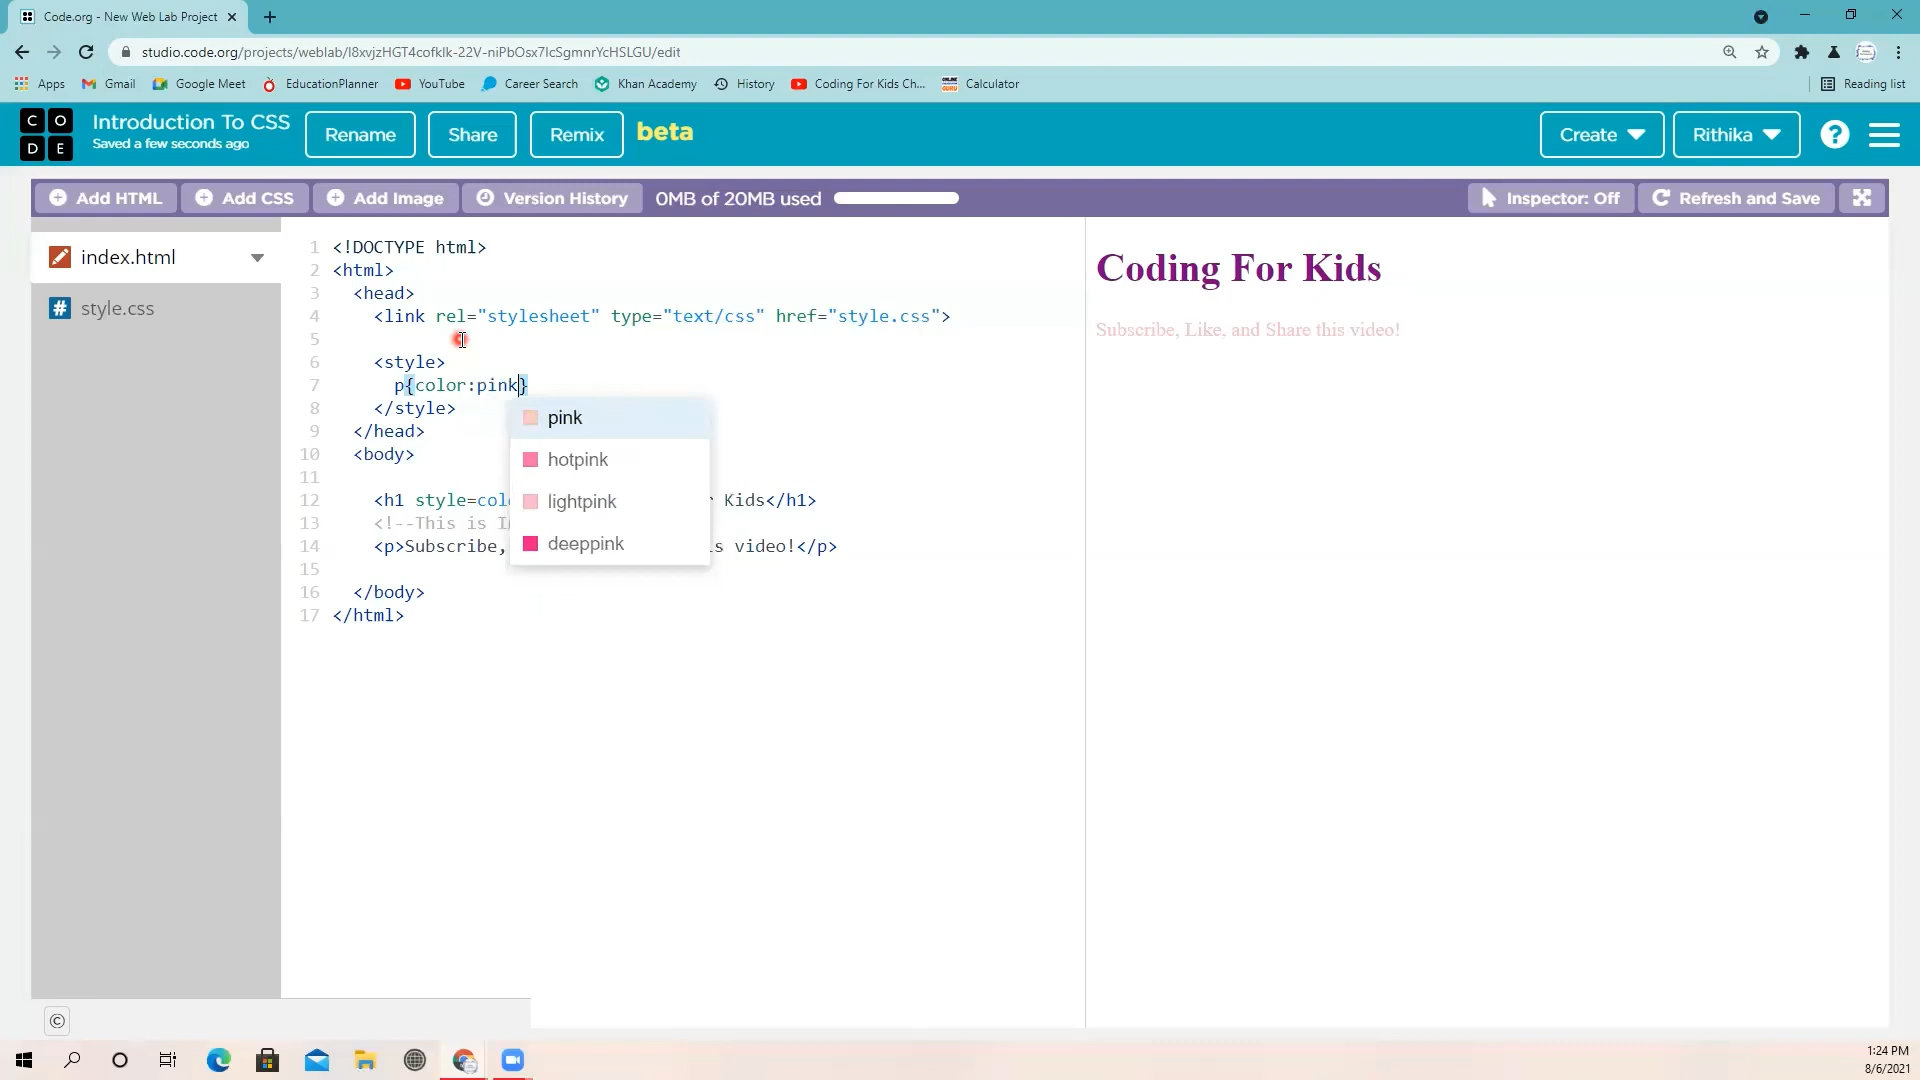 Code.org - New Web Lab Project
studio.code.org/projects/weblab/l8xvjzHGT4cofkIk-22V-niPbOsx7lcSgmnrYcHSLGU/edit
Apps Gmail Google Meet EducationPlanner YouTube Career Search Khan Academy History Coding For Kids Ch... Calculator Reading list
CO
DE
Introduction To CSS
Saved a few seconds ago
Rename Share Remix beta Create Rithika ?
Add HTML Add CSS Add Image Version History 0MB of 20MB used Inspector: Off Refresh and Save
index.html
# style.css
1 <!DOCTYPE html>
2 <html>
3 <head>
4 <link rel="stylesheet" type="text/css" href="style.css">
5
6 <style>
7 p{color:pink}
8 </style>
9 </head>
10 <body>
11
12 <h1 style=col Kids</h1>
13 <!--This is I
14 <p>Subscribe, s video!</p>
15
16 </body>
17 </html>
pink
hotpink
lightpink
deeppink
Coding For Kids
Subscribe, Like, and Share this video!
©
1:24 PM
8/6/2021